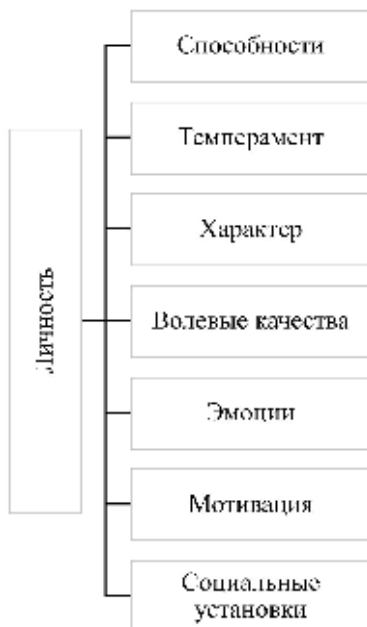 Личность
Способности
Темперамент
Характер
Волевые качества
Эмоции
Мотивация
Социальные
установки